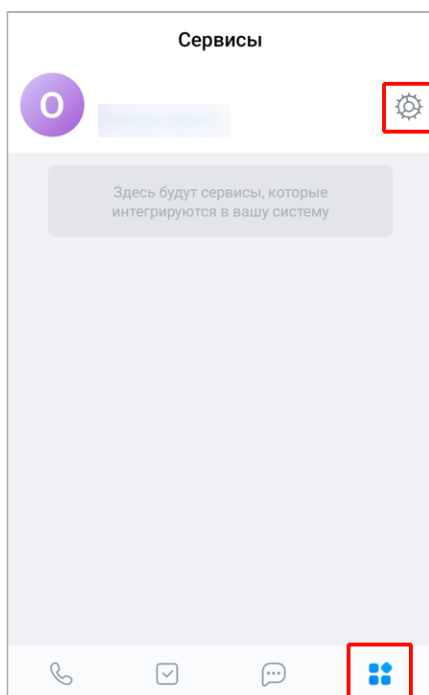 Сервисы
О
Здесь будут сервисы, которые
интегрируются в вашу систему